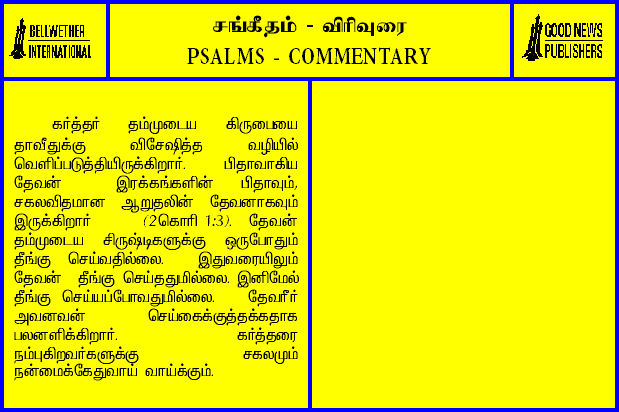 BELLWETHER
INTERNATIONAL
சங்கீதம் - விரிவுரை
PSALMS - COMMENTARY
GOOD NEWS
PUBLISHERS
கர்த்தர் தம்முடைய கிருபையை
தாவீதுக்கு விசேஷித்த வழியில்
வெளிப்படுத்தியிருக்கிறார். பிதாவாகிய
தேவன் இரக்கங்களின் பிதாவும்,
சகலவிதமான ஆறுதலின் தேவனாகவும்
இருக்கிறார் (2கொரி 1:3). தேவன்
தம்முடைய சிருஷ்டிகளுக்கு ஒருபோதும்
தீங்கு செய்வதில்லை. இதுவரையிலும்
தேவன் தீங்கு செய்ததுமில்லை. இனிமேல்
தீங்கு செய்யப்போவதுமில்லை. தேவரீர்
அவனவன் செய்கைக்குத்தக்கதாக
பலனளிக்கிறார். கர்த்தரை
நம்புகிறவர்களுக்கு சகலமும்
நன்மைக்கேதுவாய் வாய்க்கும்.